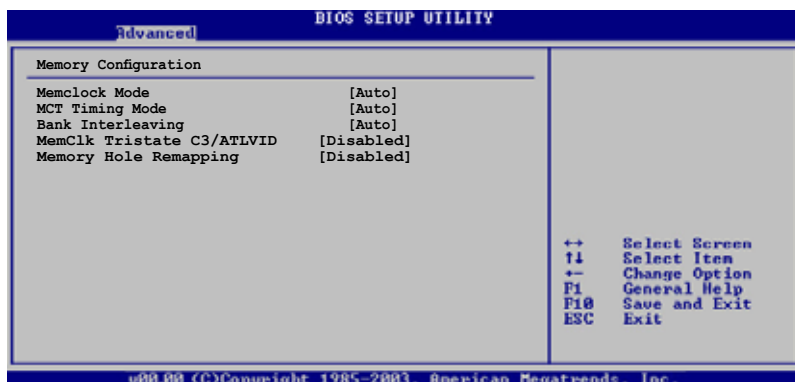 BIOS SETUP UTILITY
Advanced
Memory Configuration
Memclock Mode [Auto]
MCT Timing Mode [Auto]
Bank Interleaving [Auto]
MemClk Tristate C3/ATLVID [Disabled]
Memory Hole Remapping [Disabled]
↔ Select Screen
↑↓ Select Item
+- Change Option
F1 General Help
F10 Save and Exit
ESC Exit
v00.00 (C)Copyright 1985-2003, American Megatrends, Inc.